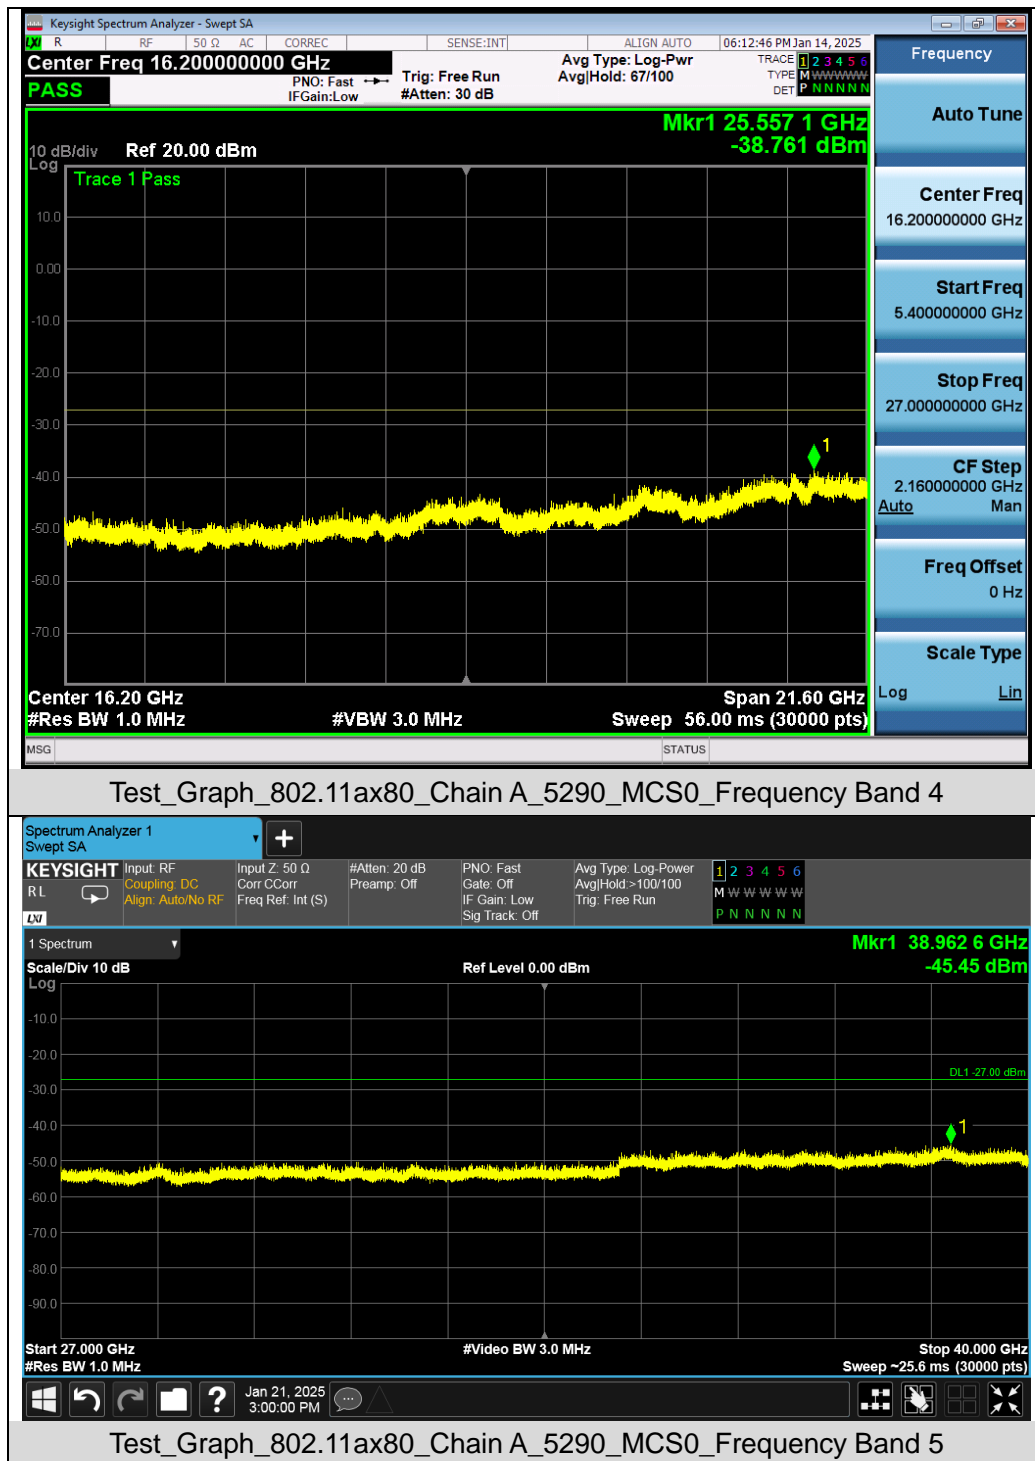 Keysight Spectrum Analyzer - Swept SA
LXI R RF 50 Ω AC CORREC SENSE:INT ALIGN AUTO 06:12:46 PM Jan 14, 2025
Center Freq 16.200000000 GHz
PNO: Fast
IFGain:Low
Trig: Free Run
#Atten: 30 dB
Avg Type: Log-Pwr
Avg|Hold: 67/100
TRACE 1 2 3 4 5 6
TYPE M WWWWW
DET P N N N N N
PASS
Mkr1 25.557 1 GHz
-38.761 dBm
10 dB/div Ref 20.00 dBm
Log
Trace 1 Pass
10.0
0.00
-10.0
-20.0
-30.0
1
-40.0
-50.0
-60.0
-70.0
Center 16.20 GHz Span 21.60 GHz
#Res BW 1.0 MHz #VBW 3.0 MHz Sweep 56.00 ms (30000 pts)
MSG STATUS
Frequency
Auto Tune
Center Freq
16.200000000 GHz
Start Freq
5.400000000 GHz
Stop Freq
27.000000000 GHz
CF Step
2.160000000 GHz
Auto Man
Freq Offset
0 Hz
Scale Type
Log Lin
Test_Graph_802.11ax80_Chain A_5290_MCS0_Frequency Band 4
Spectrum Analyzer 1
Swept SA
+
KEYSIGHT
RL
LXI
Input: RF
Coupling: DC
Align: Auto/No RF
Input Z: 50 Ω
Corr CCorr
Freq Ref: Int (S)
#Atten: 20 dB
Preamp: Off
PNO: Fast
Gate: Off
IF Gain: Low
Sig Track: Off
Avg Type: Log-Power
Avg|Hold:>100/100
Trig: Free Run
1 2 3 4 5 6
M W W W W W
P N N N N N
1 Spectrum
Mkr1 38.962 6 GHz
Scale/Div 10 dB Ref Level 0.00 dBm -45.45 dBm
Log
-10.0
-20.0
DL1 -27.00 dBm
-30.0
-40.0
1
-50.0
-60.0
-70.0
-80.0
-90.0
Start 27.000 GHz #Video BW 3.0 MHz Stop 40.000 GHz
#Res BW 1.0 MHz Sweep ~25.6 ms (30000 pts)
?
Jan 21, 2025
3:00:00 PM
Test_Graph_802.11ax80_Chain A_5290_MCS0_Frequency Band 5